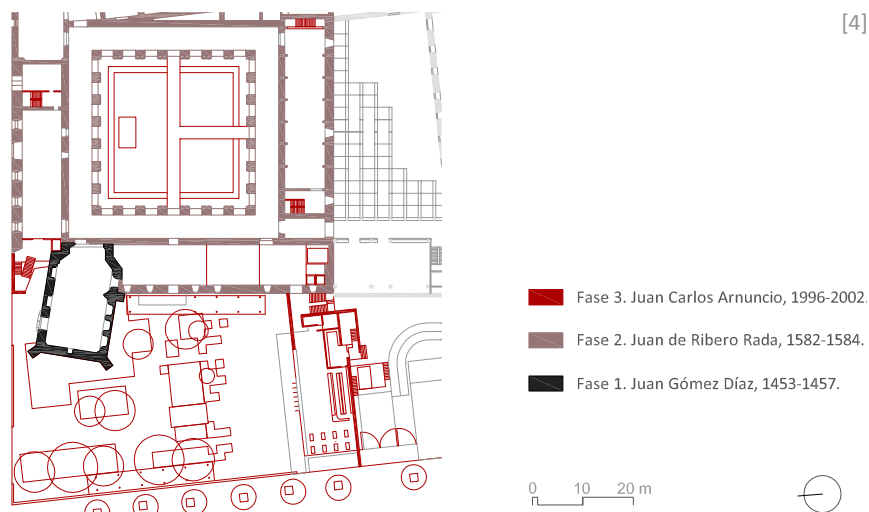 [4]
Fase 3. Juan Carlos Arnuncio, 1996-2002.
Fase 2. Juan de Ribero Rada, 1582-1584.
Fase 1. Juan Gómez Díaz, 1453-1457.
0 10 20 m